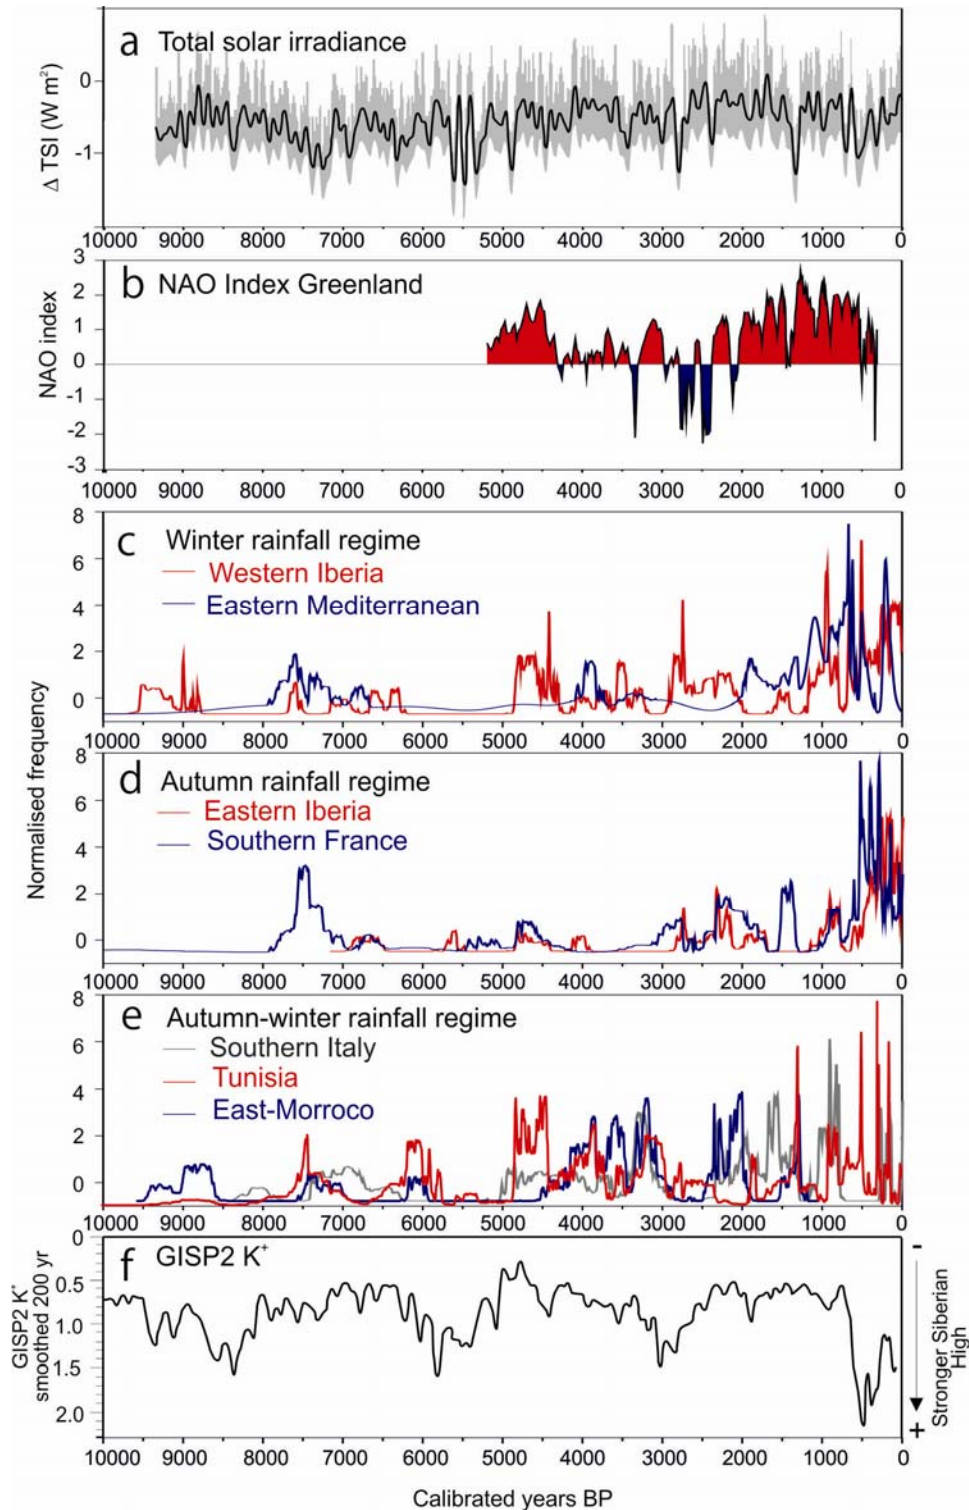 a Total solar irradiance
Δ TSI (W m²)
0
-1
10000 9000 8000 7000 6000 5000 4000 3000 2000 1000 0
b NAO Index Greenland
NAO index
3
2
1
0
-1
-2
-3
10000 9000 8000 7000 6000 5000 4000 3000 2000 1000 0
Normalised frequency
c Winter rainfall regime
Western Iberia
Eastern Mediterranean
8
6
4
2
0
10000 9000 8000 7000 6000 5000 4000 3000 2000 1000 0
d Autumn rainfall regime
Eastern Iberia
Southern France
8
6
4
2
0
10000 9000 8000 7000 6000 5000 4000 3000 2000 1000 0
e Autumn-winter rainfall regime
Southern Italy
Tunisia
East-Morroco
8
6
4
2
0
10000 9000 8000 7000 6000 5000 4000 3000 2000 1000 0
f GISP2 K⁺
GISP2 K⁺
smoothed 200 yr
0
0.5
1.0
1.5
2.0
-
Stronger Siberian
High
+
10000 9000 8000 7000 6000 5000 4000 3000 2000 1000 0
Calibrated years BP